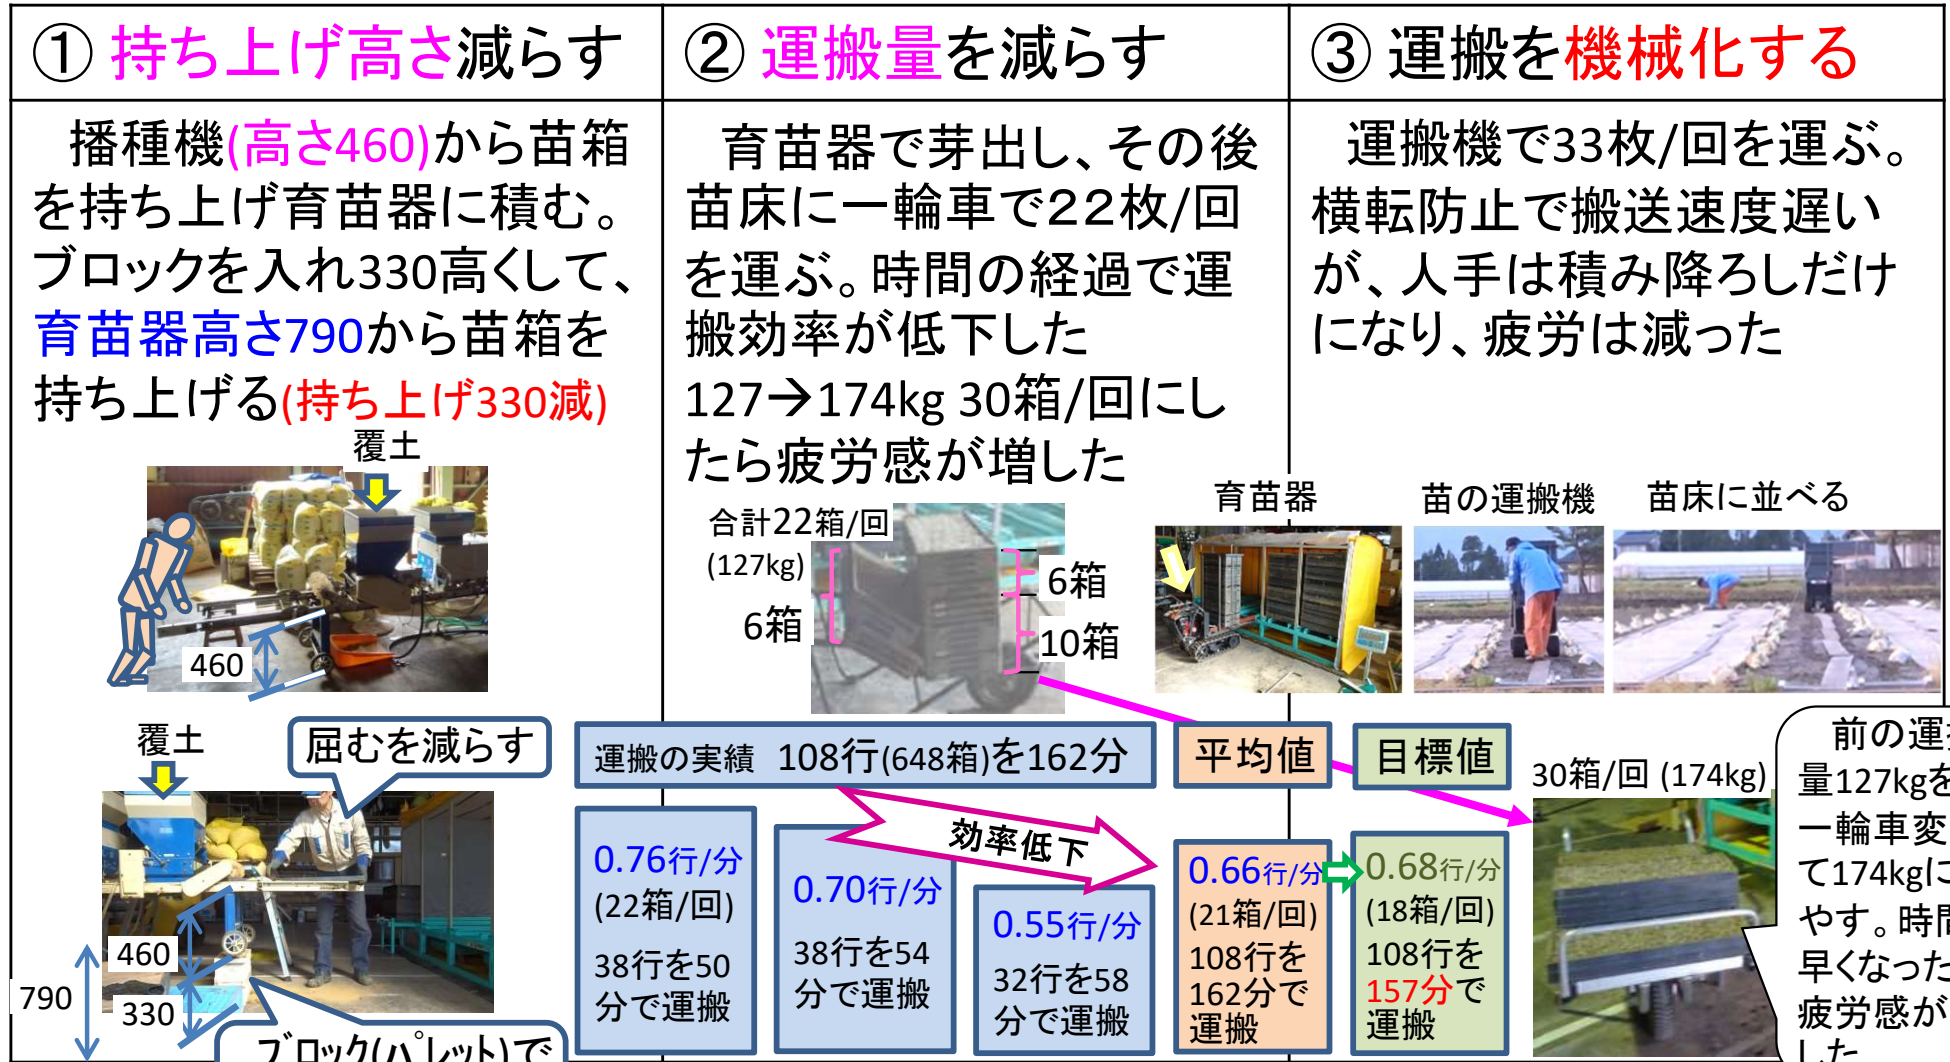 ① 持ち上げ高さ減らす
② 運搬量を減らす
③ 運搬を機械化する
播種機(高さ460)から苗箱
を持ち上げ育苗器に積む。
ブロックを入れ330高くして、
育苗器高さ790から苗箱を
持ち上げる(持ち上げ330減)
覆土
460
覆土
屈むを減らす
460
790
330
ブロック(パレット)で
育苗器で芽出し、その後
苗床に一輪車で22枚/回
を運ぶ。時間の経過で運
搬効率が低下した
127→174kg 30箱/回にし
たら疲労感が増した
合計22箱/回
(127kg)
6箱
6箱
10箱
運搬機で33枚/回を運ぶ。
横転防止で搬送速度遅い
が、人手は積み降ろしだけ
になり、疲労は減った
育苗器
苗の運搬機
苗床に並べる
運搬の実績 108行(648箱)を162分
平均値
目標値
効率低下
0.76行/分
(22箱/回)
38行を50
分で運搬
0.70行/分
38行を54
分で運搬
0.55行/分
32行を58
分で運搬
0.66行/分
(21箱/回)
108行を
162分で
運搬
0.68行/分
(18箱/回)
108行を
157分で
運搬
30箱/回 (174kg)
前の運
量127kgを
一輪車変
て174kgに
やす。時間
早くなった
疲労感が
した